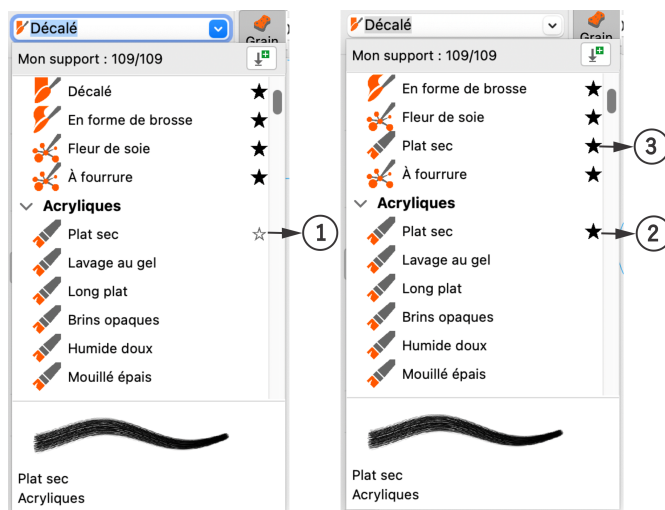 Décalé
Grain
Mon support : 109/109
Décalé
En forme de brosse
Fleur de soie
À fourrure
Acryliques
Plat sec
1
Lavage au gel
Long plat
Brins opaques
Humide doux
Mouillé épais
Plat sec
Acryliques
Décalé
Grain
Mon support : 109/109
En forme de brosse
Fleur de soie
Plat sec
3
À fourrure
Acryliques
Plat sec
2
Lavage au gel
Long plat
Brins opaques
Humide doux
Mouillé épais
Plat sec
Acryliques